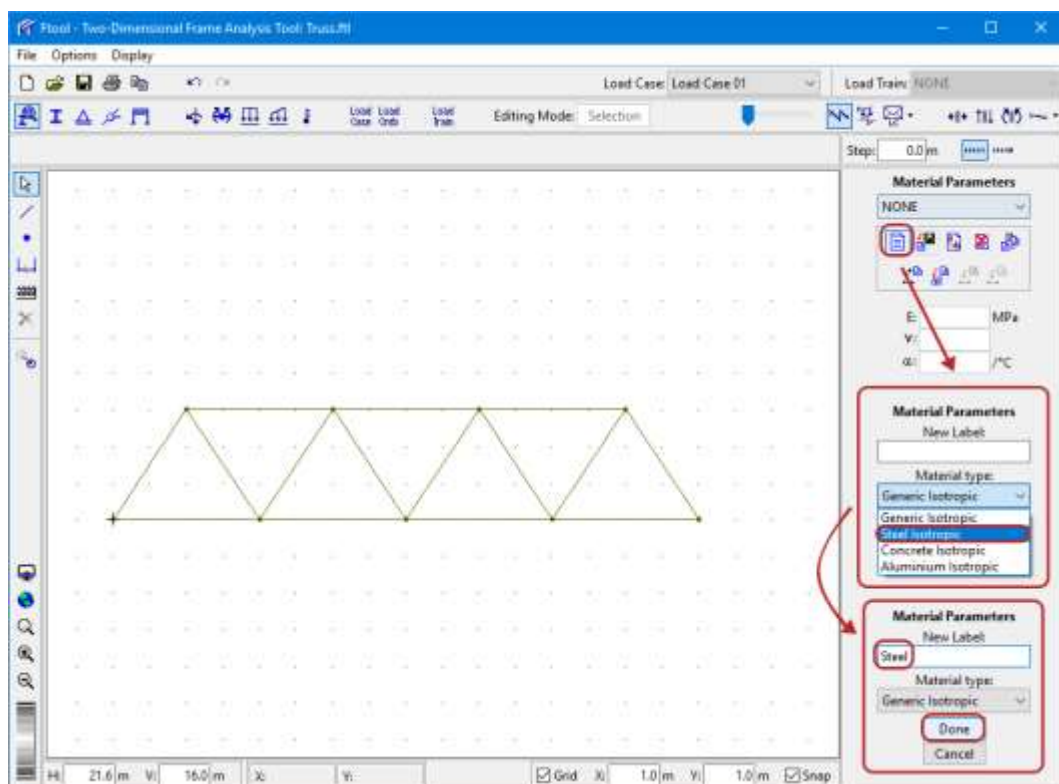 Ftool - Two-Dimensional Frame Analysis Tool: Truss.ftl
File Options Display
Load Case: Load Case 01 Load Train: NONE
Load Case Load Cmb Load Train Editing Mode: Selection
Step: 0.0 m
Material Parameters
NONE
E: MPa
ν:
α: /°C
Material Parameters
New Label:
Material type:
Generic Isotropic
Generic Isotropic
Steel Isotropic
Concrete Isotropic
Aluminium Isotropic
Material Parameters
New Label:
Steel
Material type:
Generic Isotropic
Done
Cancel
H: 21.6 m V: 16.0 m X: Y: Grid X: 1.0 m Y: 1.0 m Snap